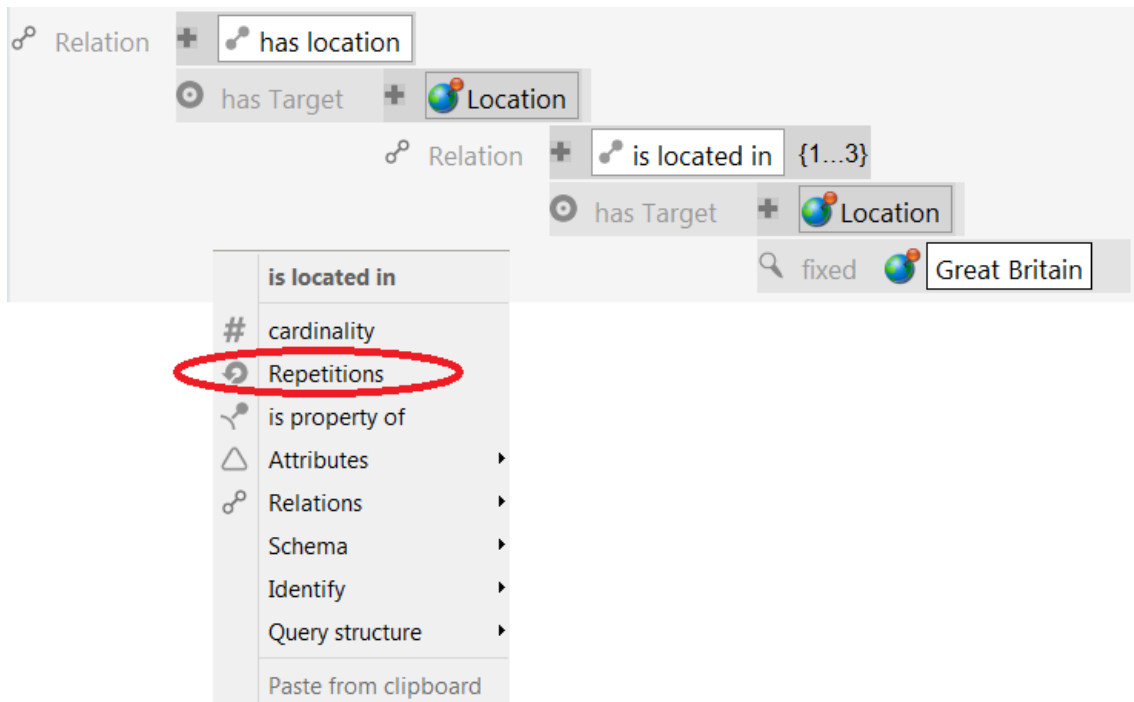 Relation has location
has Target Location
Relation is located in {1...3}
has Target Location
fixed Great Britain
is located in
# cardinality
Repetitions
is property of
Attributes
Relations
Schema
Identify
Query structure
Paste from clipboard